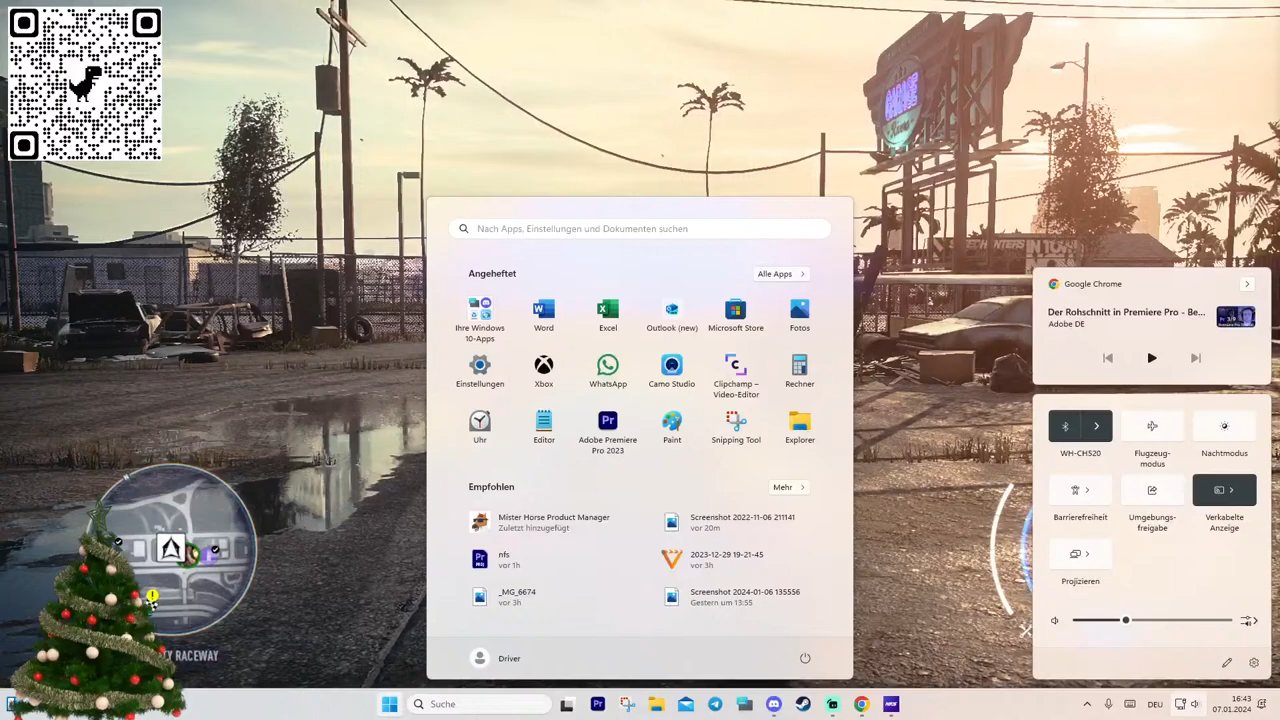 GARAGE
Nach Apps, Einstellungen und Dokumenten suchen
Angeheftet
Alle Apps
Ihre Windows
10-Apps
Word
Excel
Outlook (new)
Microsoft Store
Fotos
Einstellungen
Xbox
WhatsApp
Camo Studio
Clipchamp –
Video-Editor
Rechner
Uhr
Editor
Adobe Premiere
Pro 2023
Paint
Snipping Tool
Explorer
Empfohlen
Mehr
Mister Horse Product Manager
Zuletzt hinzugefügt
Screenshot 2022-11-06 211141
vor 20m
nfs
vor 1h
2023-12-29 19-21-45
vor 3h
_MG_6674
vor 3h
Screenshot 2024-01-06 135556
Gestern um 13:55
Driver
Google Chrome
Der Rohschnitt in Premiere Pro - Be...
Adobe DE
WH-CH520
Flugzeug-
modus
Nachtmodus
Barrierefreiheit
Umgebungs-
freigabe
Verkabelte
Anzeige
Projizieren
RACEWAY
Suche
DEU
16:43
07.01.2024